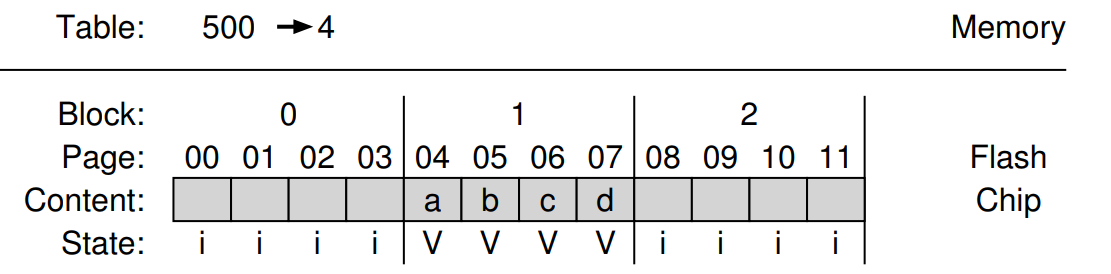 Table: 500 → 4 Memory
Block: 0 1 2
Page: 00 01 02 03 04 05 06 07 08 09 10 11 Flash
Content: a b c d Chip
State: i i i i V V V V i i i i